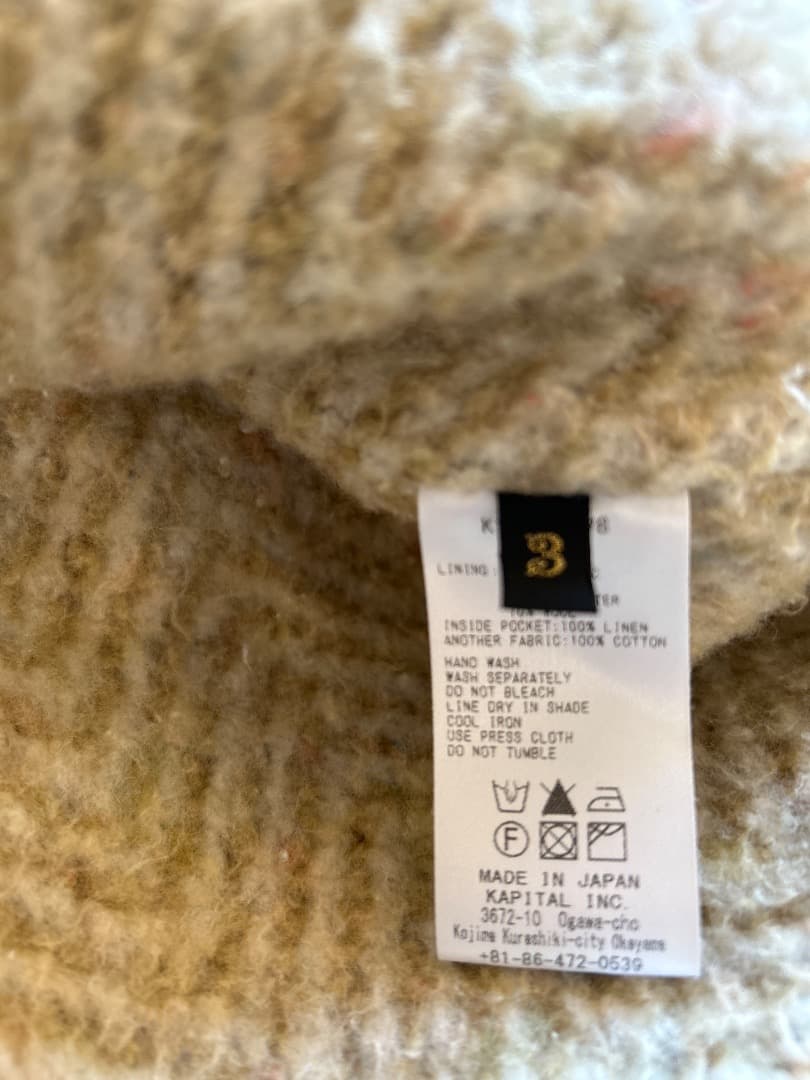 3
LINING:
INSIDE POCKET:100% LINEN
ANOTHER FABRIC:100% COTTON
HAND WASH
WASH SEPARATELY
DO NOT BLEACH
LINE DRY IN SHADE
COOL IRON
USE PRESS CLOTH
DO NOT TUMBLE
F
MADE IN JAPAN
KAPITAL INC.
3672-10 Ogawa-cho
Kojima Kurashiki-city Okayama
+81-86-472-0539